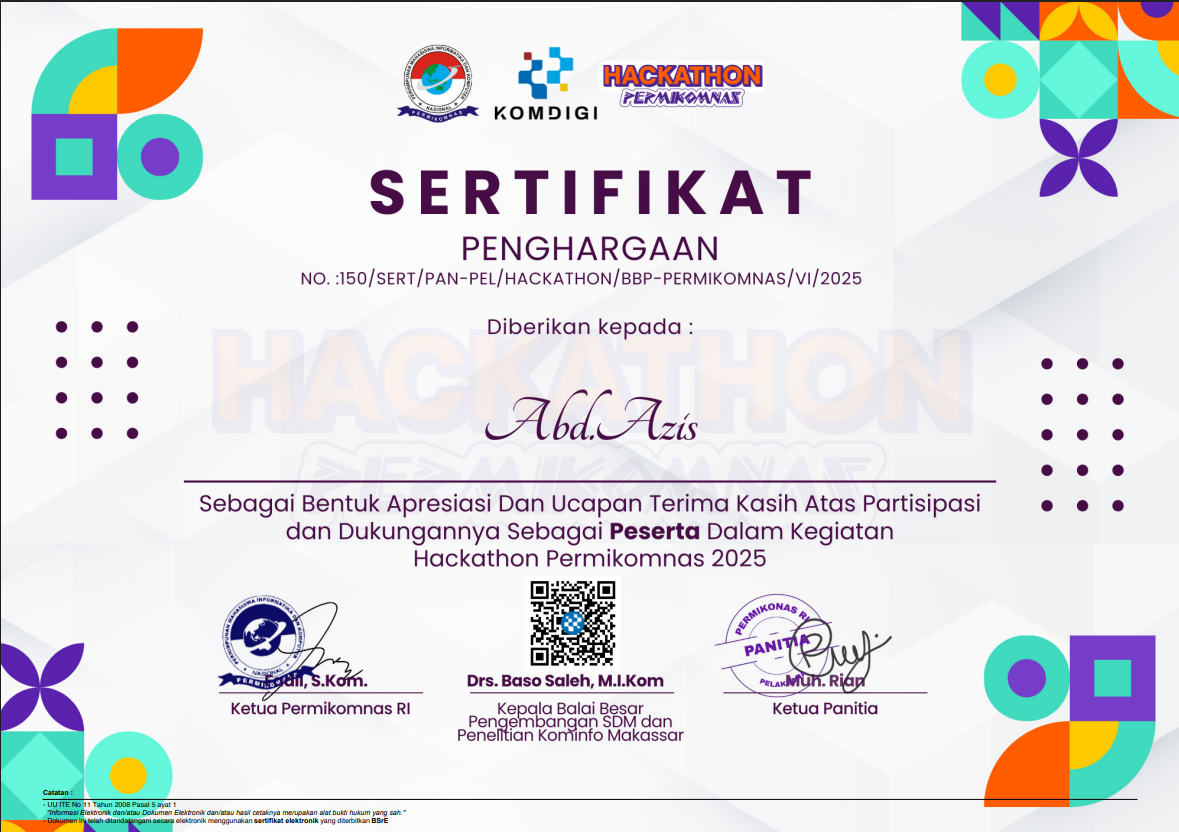 PERHIMPUNAN MAHASISWA INFORMATIKA DAN KOMPUTER
NASIONAL
PERMIKOMNAS
KOMDIGI
HACKATHON
PERMIKOMNAS
SERTIFIKAT
PENGHARGAAN
NO. :150/SERT/PAN-PEL/HACKATHON/BBP-PERMIKOMNAS/VI/2025
Diberikan kepada :
HACKATHON
PERMIKOMNAS
Abd.Azis
Sebagai Bentuk Apresiasi Dan Ucapan Terima Kasih Atas Partisipasi
dan Dukungannya Sebagai Peserta Dalam Kegiatan
Hackathon Permikomnas 2025
PERHIMPUNAN MAHASISWA INFORMATIKA DAN KOMPUTER
NASIONAL
PERMIKOMNAS
S.Kom.
Ketua Permikomnas RI
Drs. Baso Saleh, M.I.Kom
Kepala Balai Besar
Pengembangan SDM dan
Penelitian Kominfo Makassar
PERMIKONAS RI
PANITIA
Muh. Rian
Ketua Panitia
Catatan :
- UU ITE No 11 Tahun 2008 Pasal 5 ayat 1
"Informasi Elektronik dan/atau Dokumen Elektronik dan/atau hasil cetaknya merupakan alat bukti hukum yang sah."
- Dokumen ini telah ditandatangani secara elektronik menggunakan sertifikat elektronik yang diterbitkan BSrE